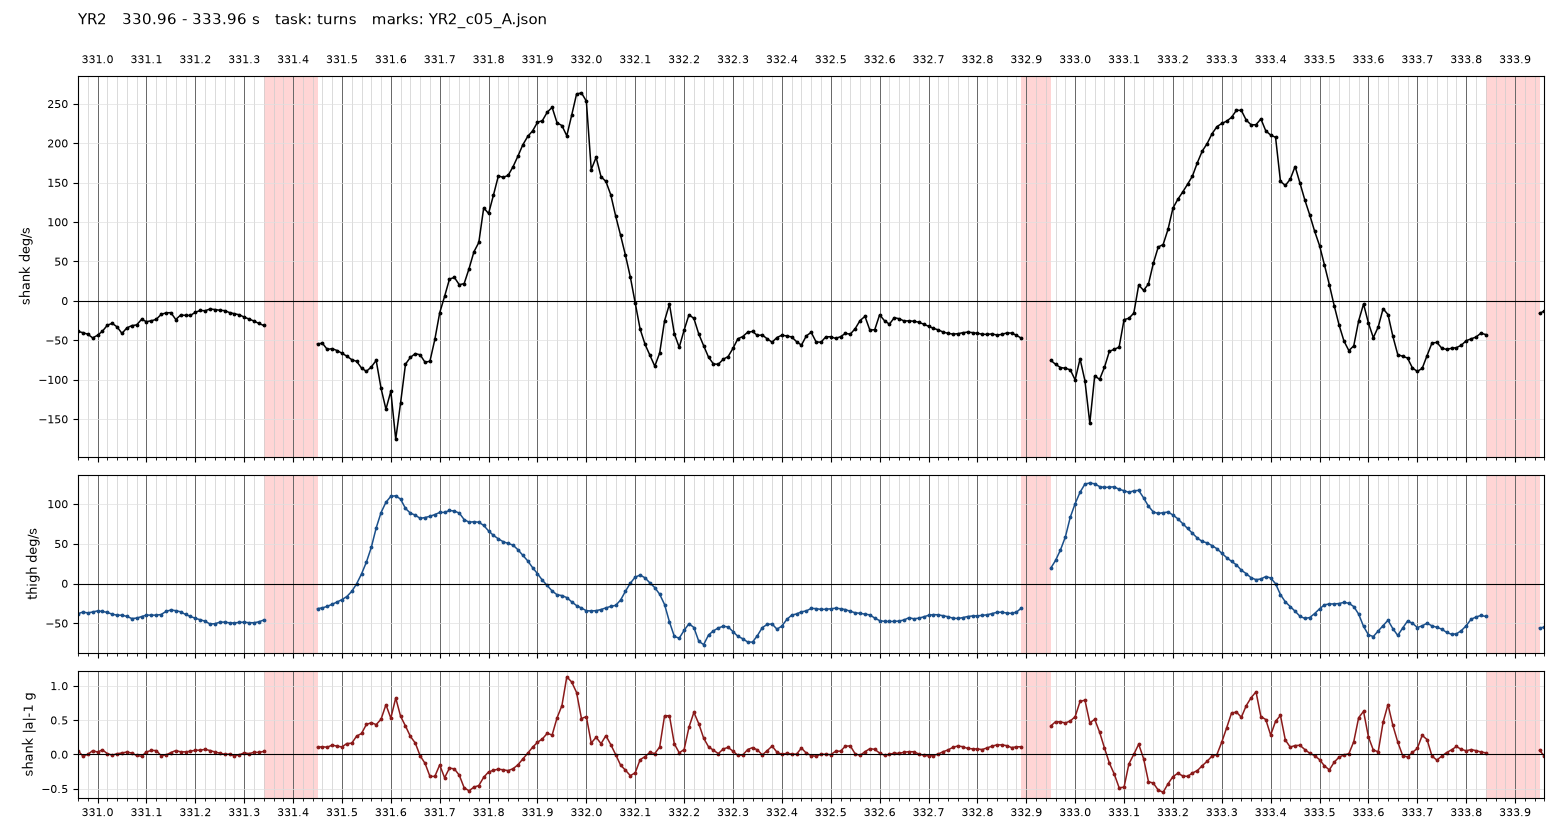 YR2   330.96 - 333.96 s   task: turns   marks: YR2_c05_A.json
331.0 331.1 331.2 331.3 331.4 331.5 331.6 331.7 331.8 331.9 332.0 332.1 332.2 332.3 332.4 332.5 332.6 332.7 332.8 332.9 333.0 333.1 333.2 333.3 333.4 333.5 333.6 333.7 333.8 333.9
shank deg/s
250
200
150
100
50
0
−50
−100
−150
thigh deg/s
100
50
0
−50
shank |a|-1 g
1.0
0.5
0.0
−0.5
331.0 331.1 331.2 331.3 331.4 331.5 331.6 331.7 331.8 331.9 332.0 332.1 332.2 332.3 332.4 332.5 332.6 332.7 332.8 332.9 333.0 333.1 333.2 333.3 333.4 333.5 333.6 333.7 333.8 333.9